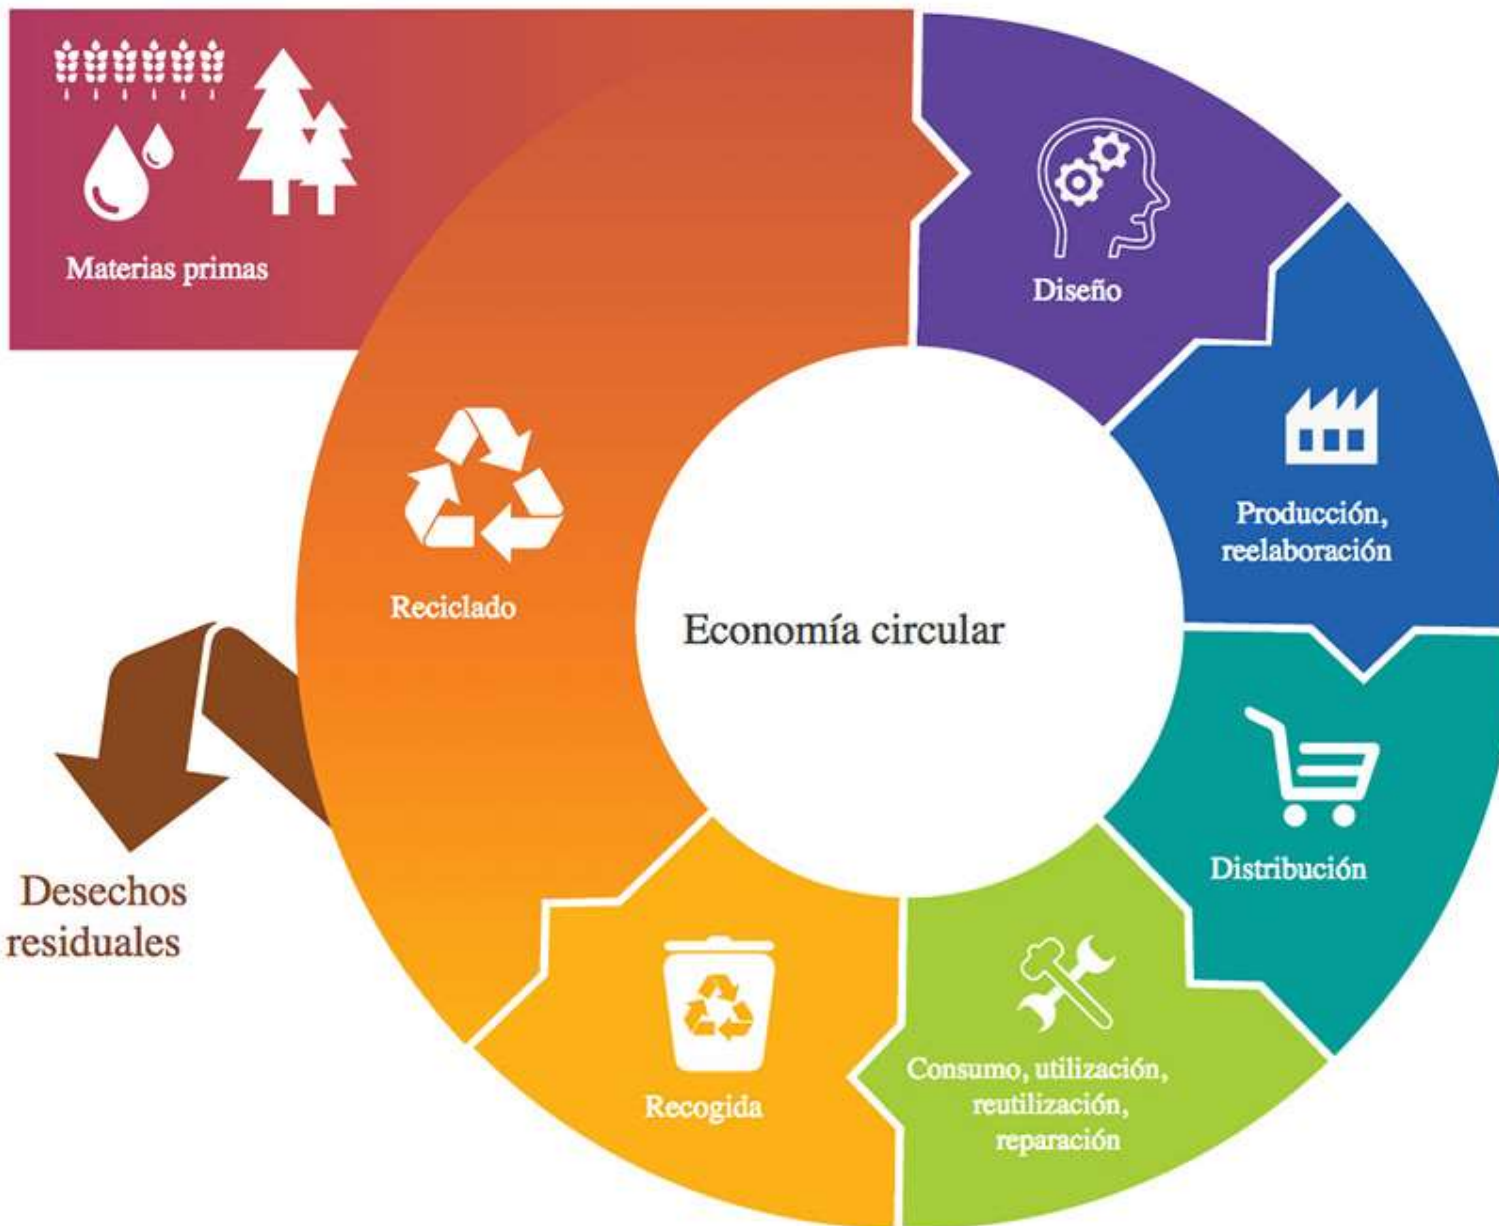 Materias primas
Diseño
Producción,
reelaboración
Reciclado
Economía circular
Distribución
Desechos
residuales
Consumo, utilización,
reutilización,
reparación
Recogida